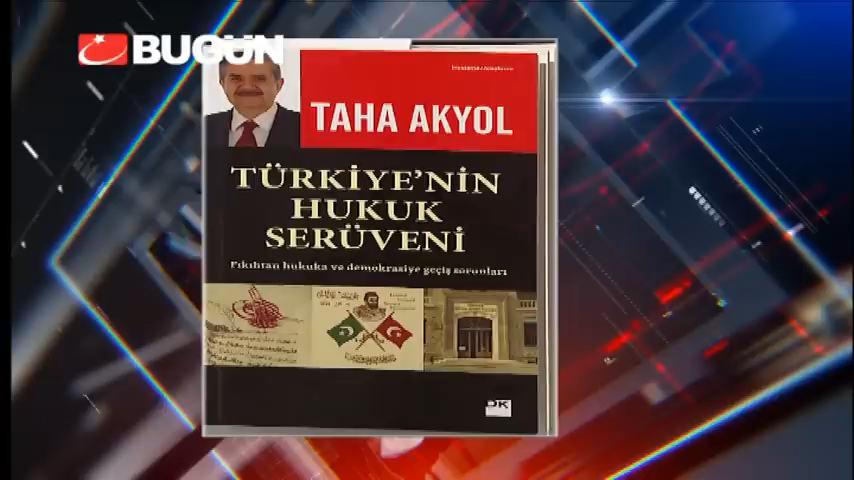 BUGÜN
TAHA AKYOL
TÜRKİYE'NİN
HUKUK
SERÜVENİ
Fıkıhtan hukuka ve demokrasiye geçiş sorunları
DK